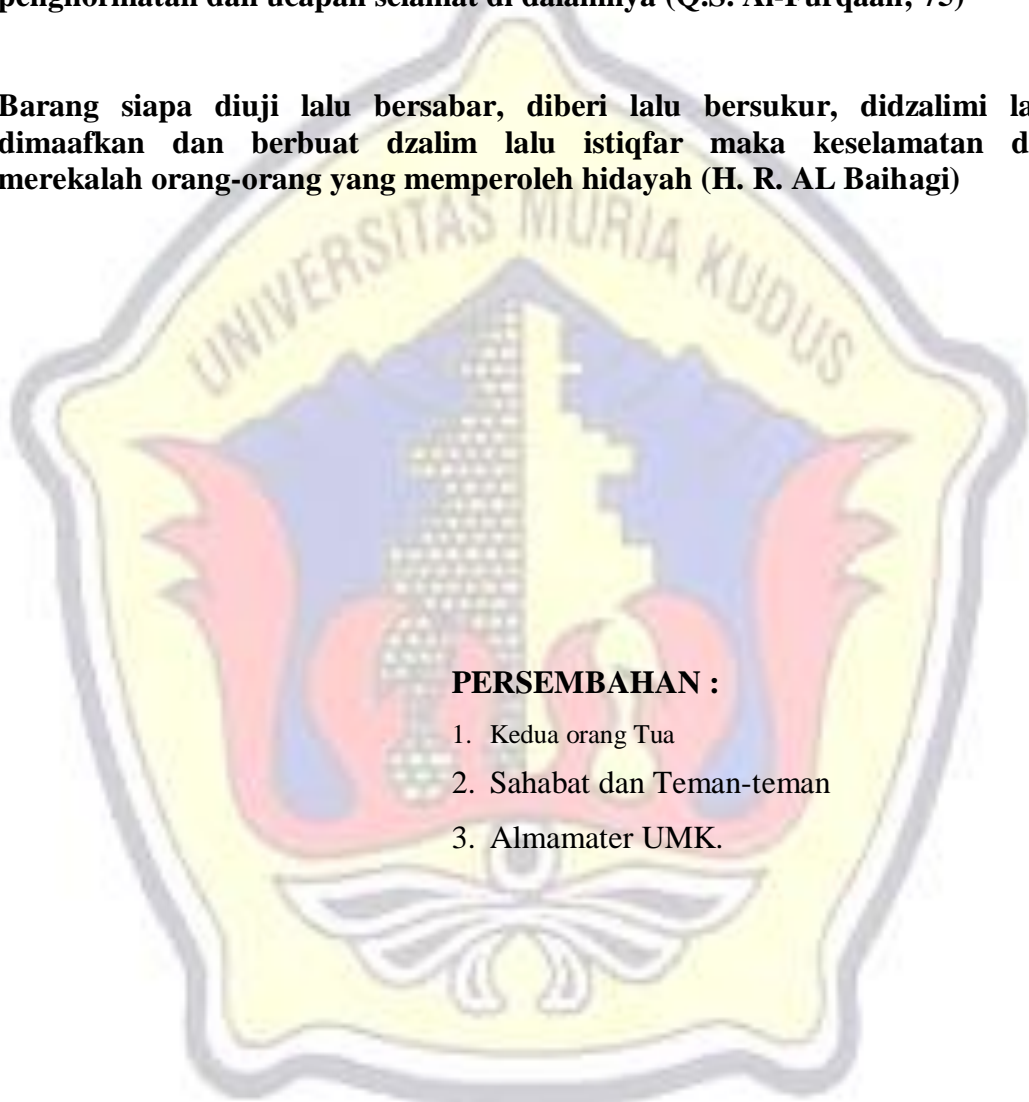 penghormatan dan ucapan selamat di dalamnya (Q.S. Al-Furqaan; 75)
Barang siapa diuji lalu bersabar, diberi lalu bersukur, didzalimi
dimaafkan dan berbuat dzalim lalu istiqfar maka keselamatan
merekalah orang-orang yang memperoleh hidayah (H. R. AL Baihagi)
UNIVERSITAS MURIA KUDUS
PERSEMBAHAN :
1. Kedua orang Tua
2. Sahabat dan Teman-teman
3. Almamater UMK.